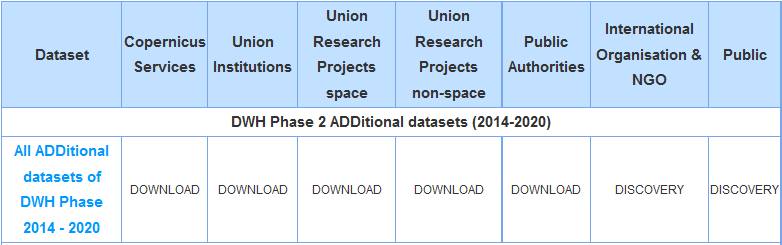 Dataset
Copernicus
Services
Union
Institutions
Union
Research
Projects
space
Union
Research
Projects
non-space
Public
Authorities
International
Organisation &
NGO
Public
DWH Phase 2 ADDitional datasets (2014-2020)
All ADDitional
datasets of
DWH Phase
2014 - 2020
DOWNLOAD
DOWNLOAD
DOWNLOAD
DOWNLOAD
DOWNLOAD
DISCOVERY
DISCOVERY